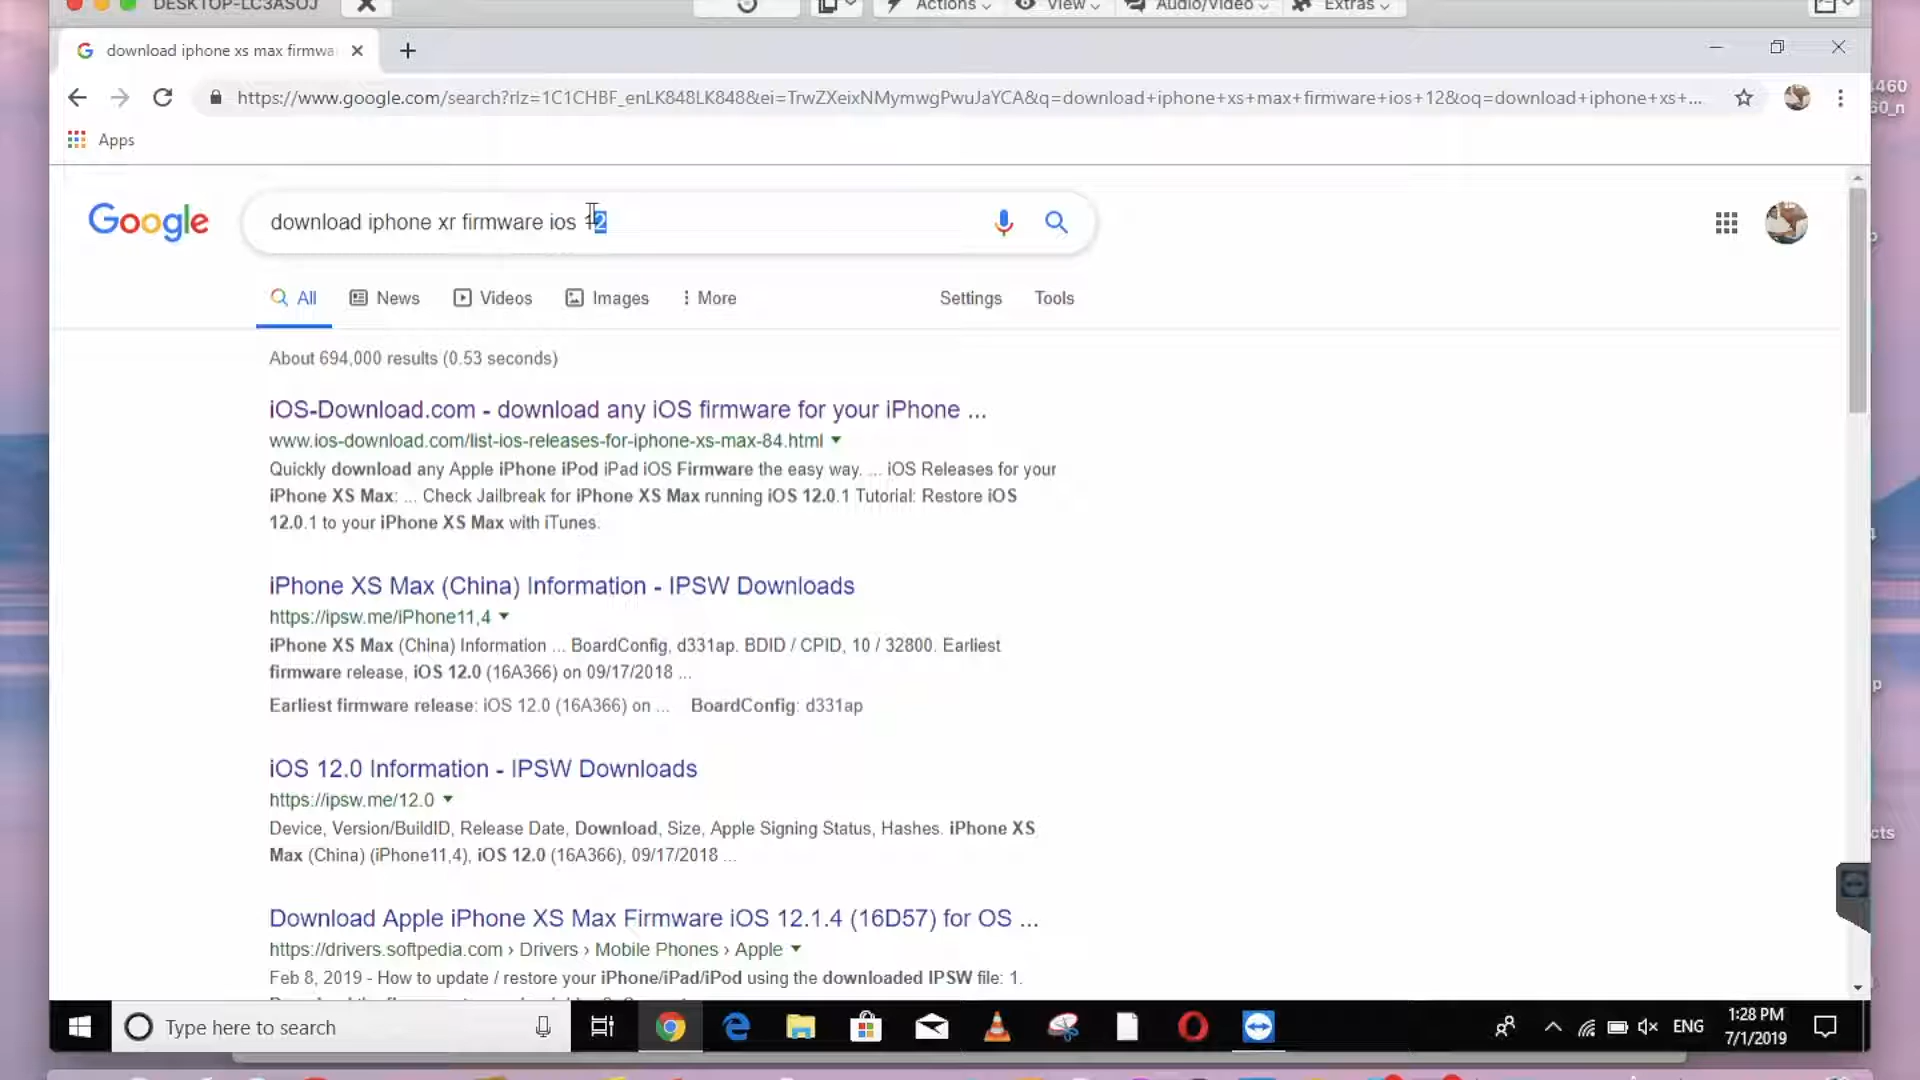 DESKTOP-LC3ASOJ
Actions
View
Audio/Video
Extras
download iphone xs max firmwa
https://www.google.com/search?rlz=1C1CHBF_enLK848LK848&ei=TrwZXeixNMymwgPwuJaYCA&q=download+iphone+xs+max+firmware+ios+12&oq=download+iphone+xs+...
Apps
Google
download iphone xr firmware ios 12
All
News
Videos
Images
More
Settings
Tools
About 694,000 results (0.53 seconds)
iOS-Download.com - download any iOS firmware for your iPhone ...
www.ios-download.com/list-ios-releases-for-iphone-xs-max-84.html
Quickly download any Apple iPhone iPod iPad iOS Firmware the easy way. ... iOS Releases for your
iPhone XS Max: ... Check Jailbreak for iPhone XS Max running iOS 12.0.1 Tutorial: Restore iOS
12.0.1 to your iPhone XS Max with iTunes.
iPhone XS Max (China) Information - IPSW Downloads
https://ipsw.me/iPhone11,4
iPhone XS Max (China) Information ... BoardConfig, d331ap. BDID / CPID, 10 / 32800. Earliest
firmware release, iOS 12.0 (16A366) on 09/17/2018 ...
Earliest firmware release: iOS 12.0 (16A366) on ... BoardConfig: d331ap
iOS 12.0 Information - IPSW Downloads
https://ipsw.me/12.0
Device, Version/BuildID, Release Date, Download, Size, Apple Signing Status, Hashes. iPhone XS
Max (China) (iPhone11,4), iOS 12.0 (16A366), 09/17/2018 ...
Download Apple iPhone XS Max Firmware iOS 12.1.4 (16D57) for OS ...
https://drivers.softpedia.com › Drivers › Mobile Phones › Apple
Feb 8, 2019 - How to update / restore your iPhone/iPad/iPod using the downloaded IPSW file: 1.
Type here to search
ENG
1:28 PM
7/1/2019